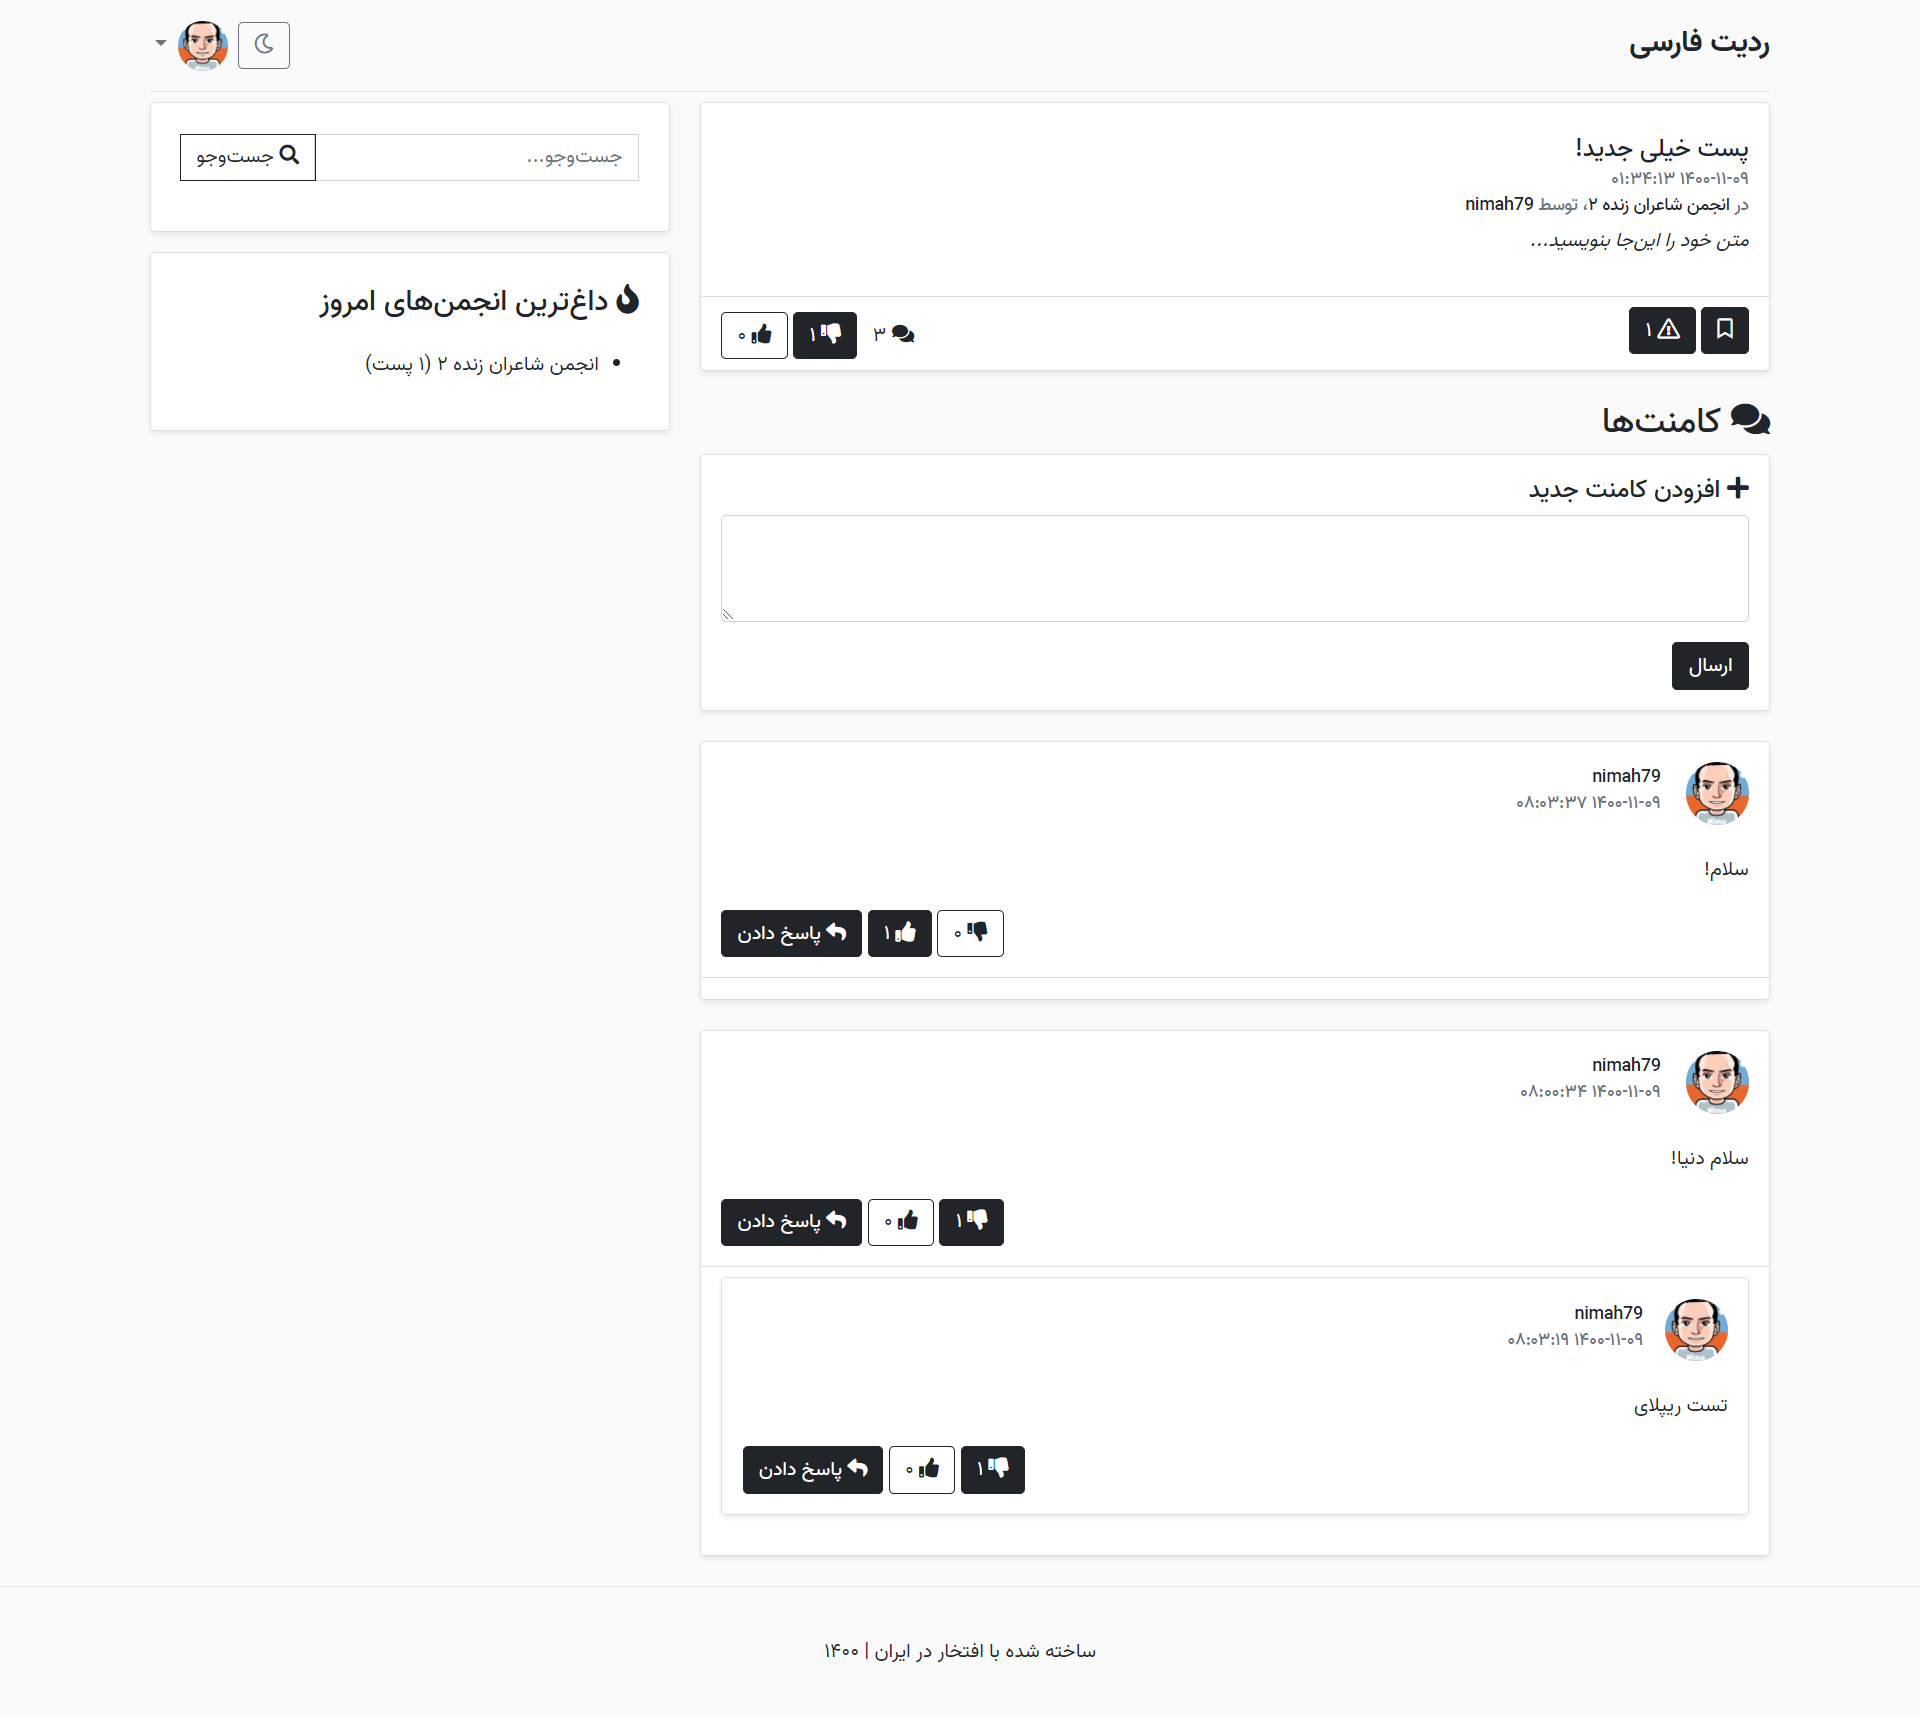 ردیت فارسی
پست خیلی جدید!
۱۴۰۰-۱۱-۰۹ ۰۱:۳۴:۱۳
در انجمن شاعران زنده ۲، توسط nimah79
متن خود را این‌جا بنویسید...
۱
۳
۱
۰
کامنت‌ها
افزودن کامنت جدید
ارسال
nimah79
۱۴۰۰-۱۱-۰۹ ۰۸:۰۳:۳۷
سلام!
۰
۱
پاسخ دادن
nimah79
۱۴۰۰-۱۱-۰۹ ۰۸:۰۰:۳۴
سلام دنیا!
۱
۰
پاسخ دادن
nimah79
۱۴۰۰-۱۱-۰۹ ۰۸:۰۳:۱۹
تست ریپلای
۱
۰
پاسخ دادن
جست‌وجو...
جست‌وجو
داغ‌ترین انجمن‌های امروز
انجمن شاعران زنده ۲ (۱ پست)
ساخته شده با افتخار در ایران | ۱۴۰۰